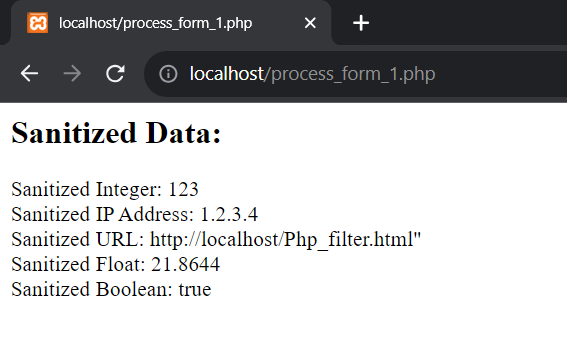 localhost/process_form_1.php
localhost/process_form_1.php
Sanitized Data:
Sanitized Integer: 123
Sanitized IP Address: 1.2.3.4
Sanitized URL: http://localhost/Php_filter.html"
Sanitized Float: 21.8644
Sanitized Boolean: true